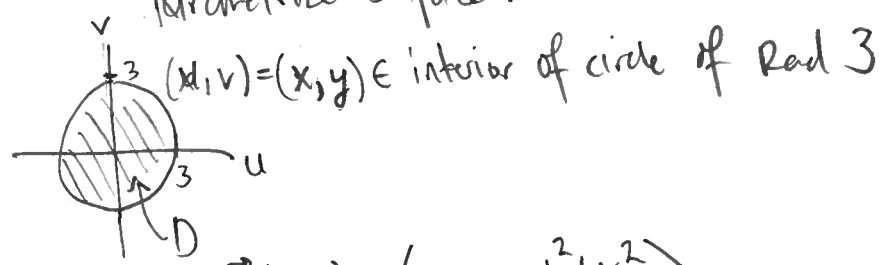 v
3 (u,v)=(x,y)∈ interior of circle of Rad 3
3 u
D